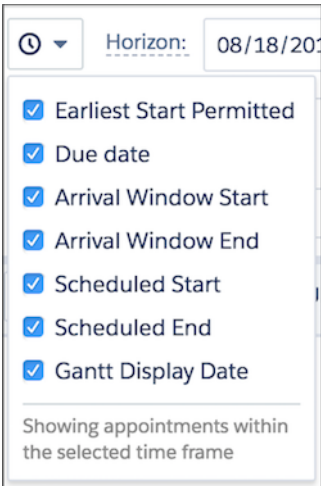 Horizon: 08/18/201
Earliest Start Permitted
Due date
Arrival Window Start
Arrival Window End
Scheduled Start
Scheduled End
Gantt Display Date
Showing appointments within
the selected time frame